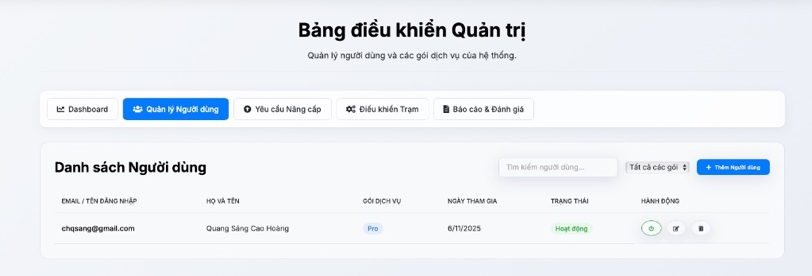 Bảng điều khiển Quản trị
Quản lý người dùng và các gói dịch vụ của hệ thống.
Dashboard Quản lý Người dùng Yêu cầu Nâng cấp Điều khiển Trạm Báo cáo & Đánh giá
Danh sách Người dùng Tìm kiếm người dùng... Tất cả các gói + Thêm Người dùng
EMAIL / TÊN ĐĂNG NHẬP HỌ VÀ TÊN GÓI DỊCH VỤ NGÀY THAM GIA TRẠNG THÁI HÀNH ĐỘNG
chqsang@gmail.com Quang Sáng Cao Hoàng Pro 6/11/2025 Hoạt động